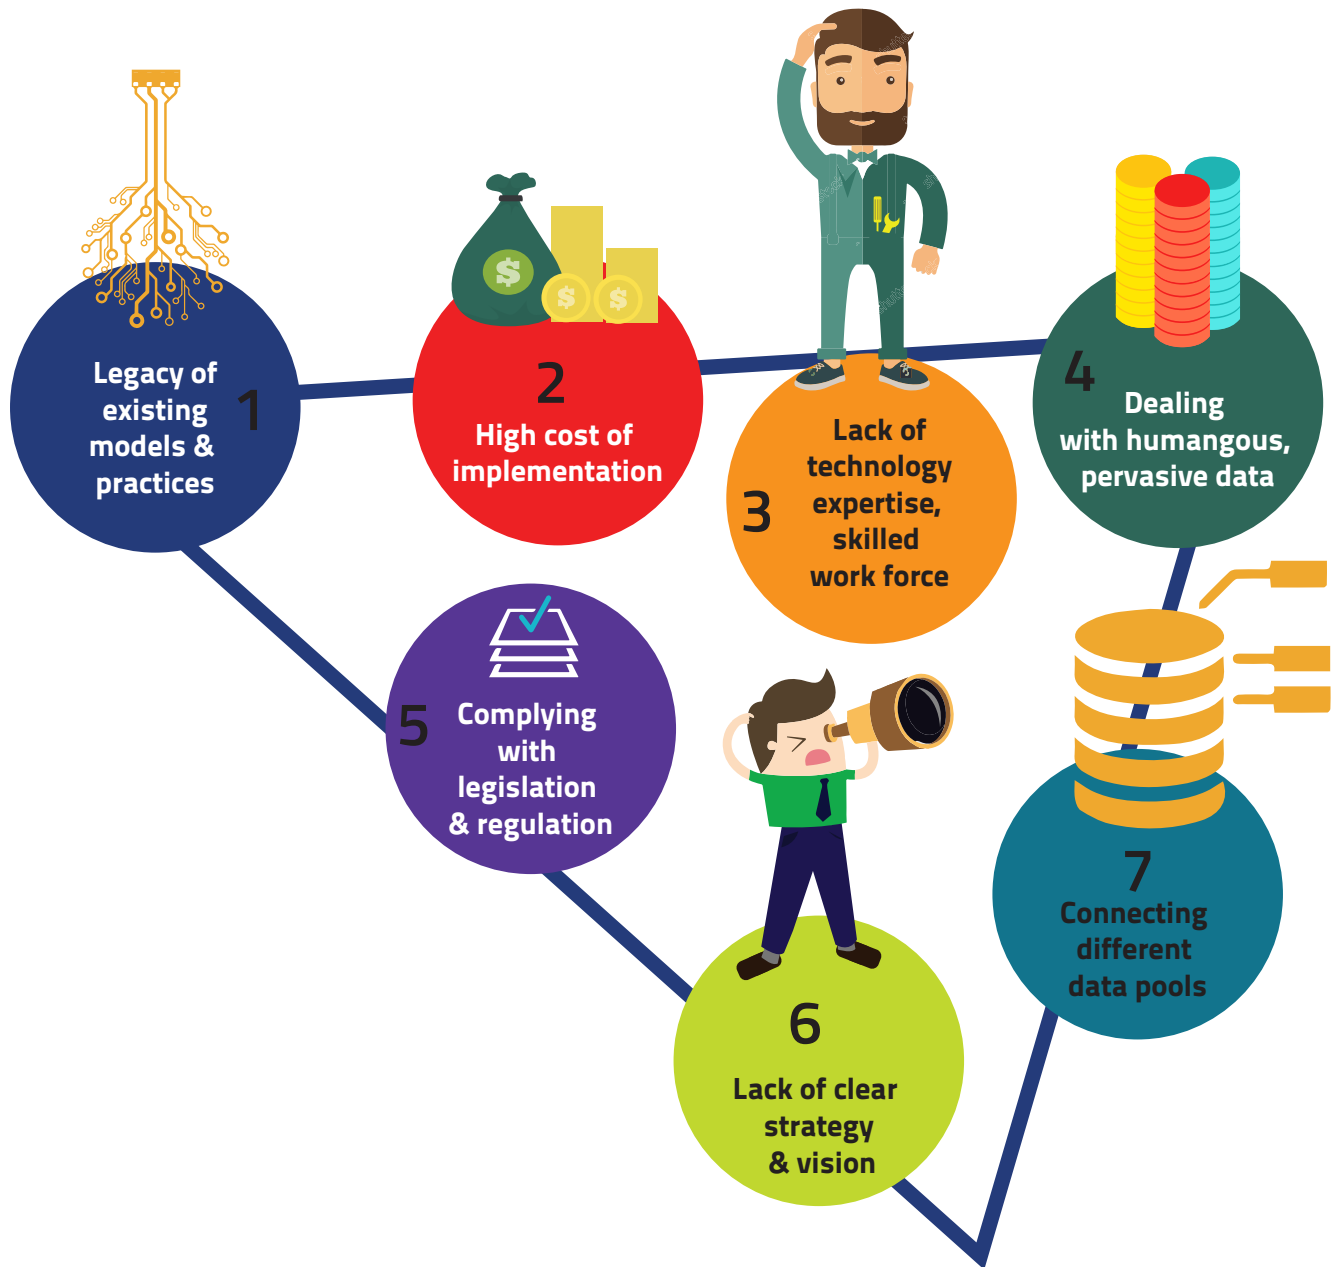 1
Legacy of
existing
models &
practices
2
High cost of
implementation
3
Lack of
technology
expertise,
skilled
work force
4
Dealing
with humangous,
pervasive data
5
Complying
with
legislation
& regulation
6
Lack of clear
strategy
& vision
7
Connecting
different
data pools
$
$
$